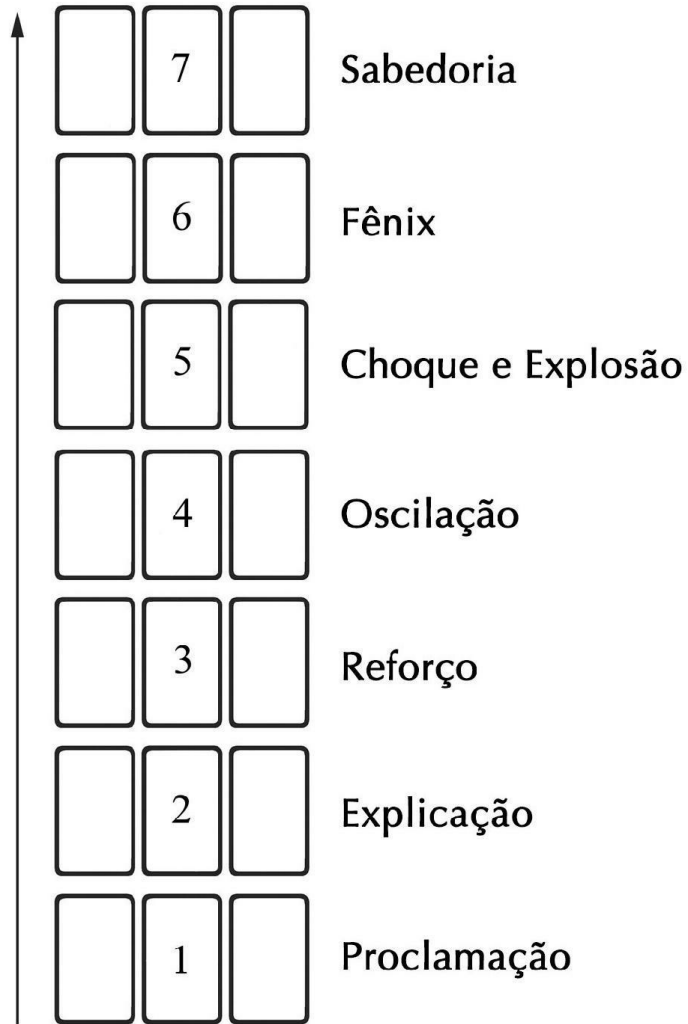 7 Sabedoria
6 Fênix
5 Choque e Explosão
4 Oscilação
3 Reforço
2 Explicação
1 Proclamação